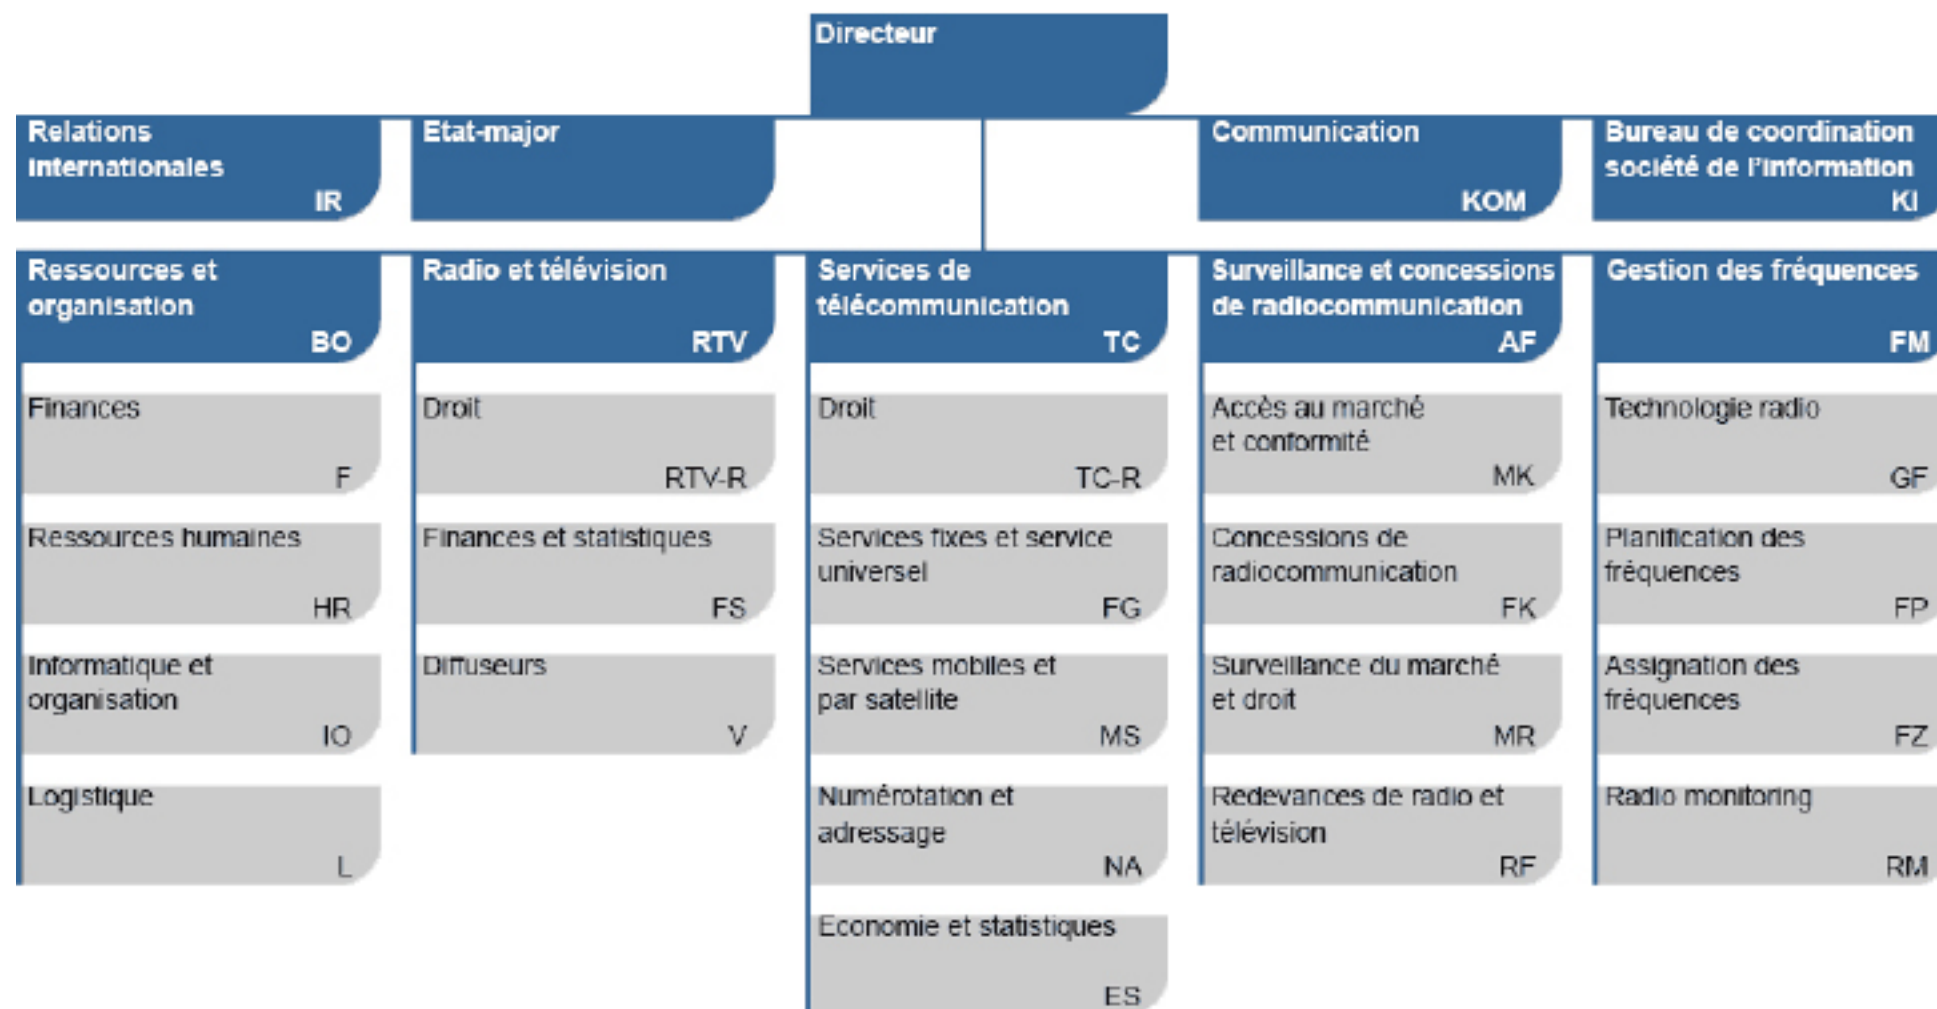 Directeur
Relations
internationales
IR
Etat-major
Communication
KOM
Bureau de coordination
société de l'information
KI
Ressources et
organisation
BO
Radio et télévision
RTV
Services de
télécommunication
TC
Surveillance et concessions
de radiocommunication
AF
Gestion des fréquences
FM
Finances
F
Ressources humaines
HR
Informatique et
organisation
IO
Logistique
L
Droit
RTV-R
Finances et statistiques
FS
Diffuseurs
V
Droit
TC-R
Services fixes et service
universel
FG
Services mobiles et
par satellite
MS
Numérotation et
adressage
NA
Economie et statistiques
ES
Accès au marché
et conformité
MK
Concessions de
radiocommunication
FK
Surveillance du marché
et droit
MR
Redevances de radio et
télévision
RF
Technologie radio
GF
Planification des
fréquences
FP
Assignation des
fréquences
FZ
Radio monitoring
RM